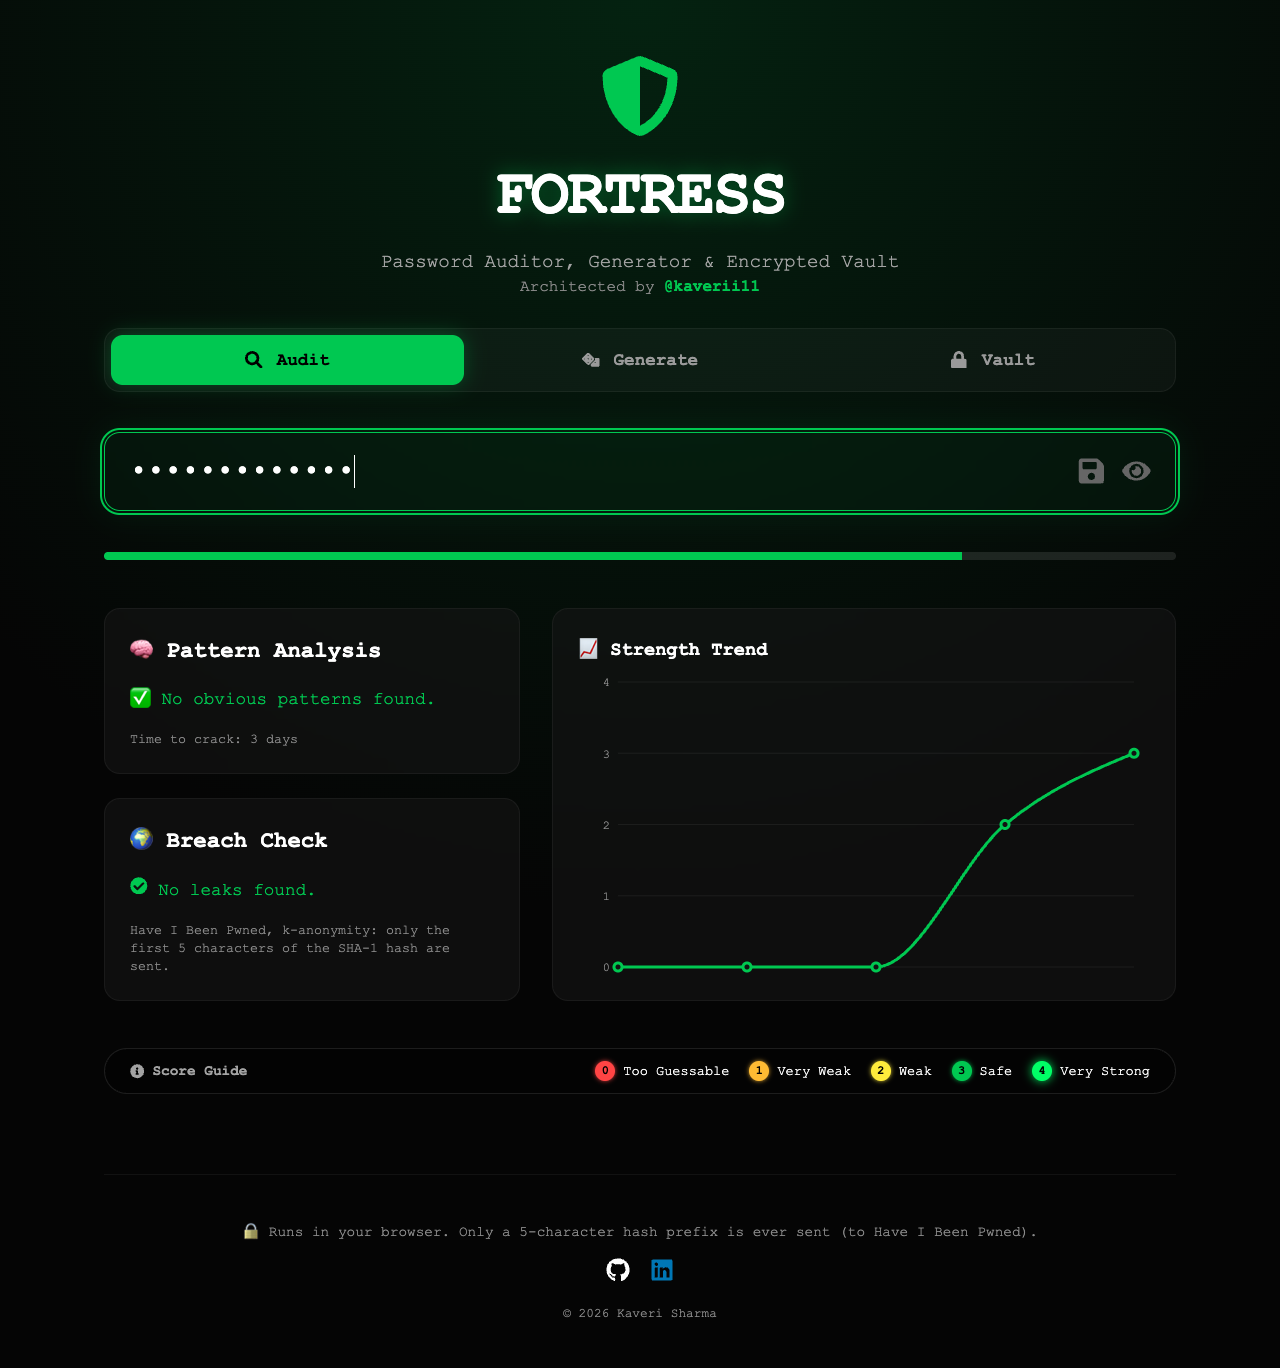 FORTRESS
Password Auditor, Generator & Encrypted Vault
Architected by @kaverii11
Audit
Generate
Vault
•••••••••••••
🧠 Pattern Analysis
✅ No obvious patterns found.
Time to crack: 3 days
🌍 Breach Check
No leaks found.
Have I Been Pwned, k-anonymity: only the
first 5 characters of the SHA-1 hash are
sent.
📈 Strength Trend
4
3
2
1
0
Score Guide
0 Too Guessable
1 Very Weak
2 Weak
3 Safe
4 Very Strong
🔒 Runs in your browser. Only a 5-character hash prefix is ever sent (to Have I Been Pwned).
© 2026 Kaveri Sharma